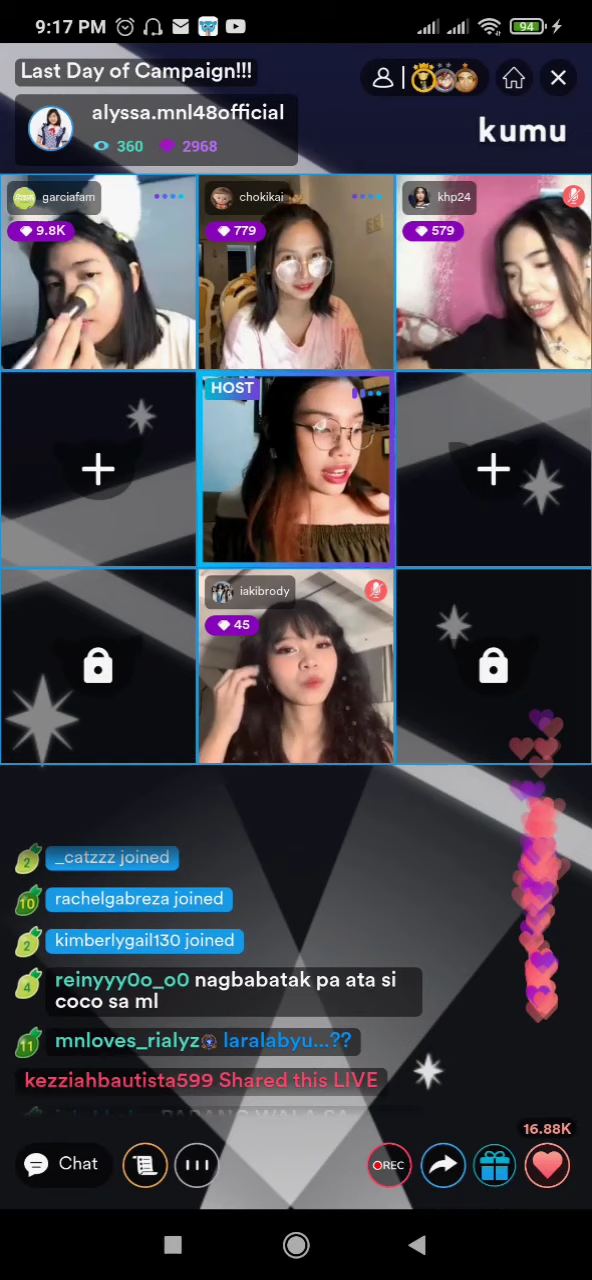 9:17 PM
94
Last Day of Campaign!!!
alyssa.mnl48official
360 2968
kumu
garciafam
9.8K
chokikai
779
khp24
579
HOST
iakibrody
45
2 _catzzz joined
10 rachelgabreza joined
2 kimberlygail130 joined
4 reinyyy0o_o0 nagbabatak pa ata si
coco sa ml
11 mnloves_rialyz laralabyu...??
kezziahbautista599 Shared this LIVE
16.88K
Chat
REC